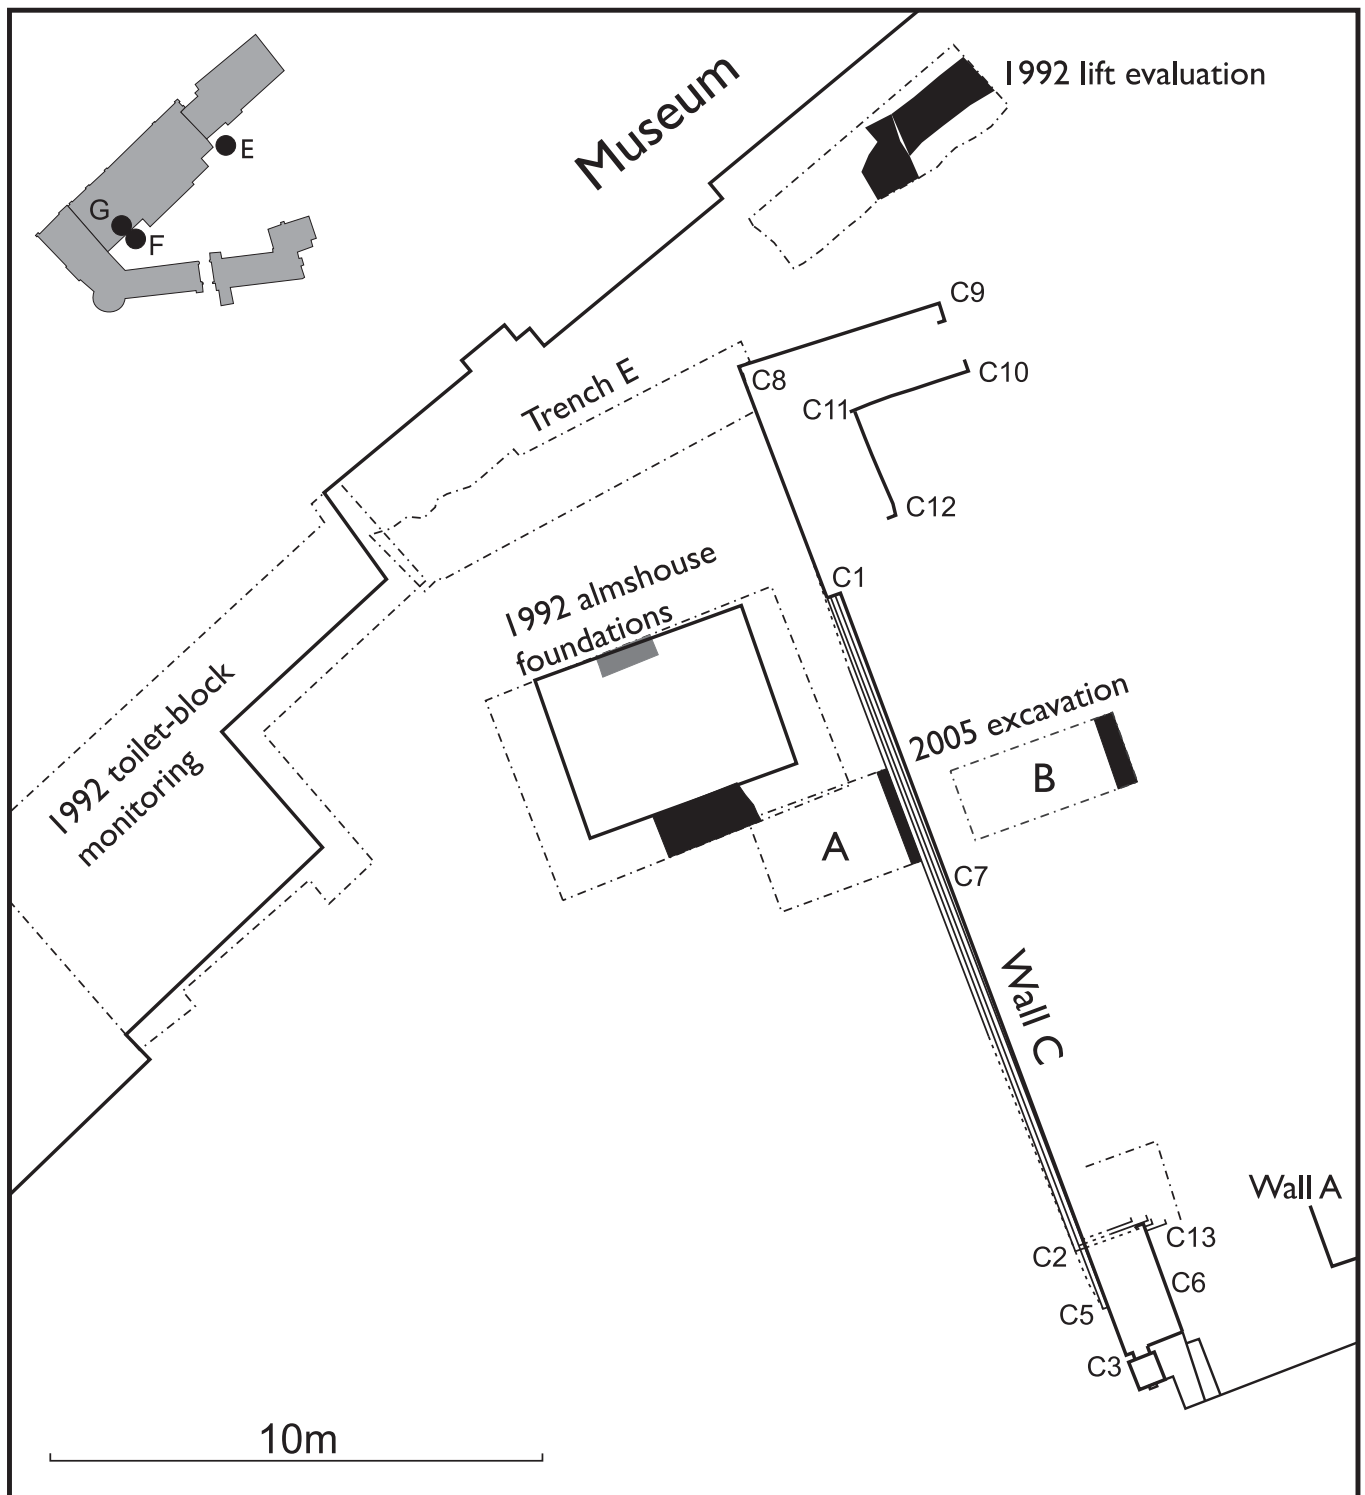 1992 lift evaluation
Museum
E
G
F
C9
C8
Trench E
C10
C11
C12
C1
1992 almshouse
foundations
1992 toilet-block
monitoring
2005 excavation
B
A
C7
Wall C
Wall A
C13
C2
C6
C5
C3
10m